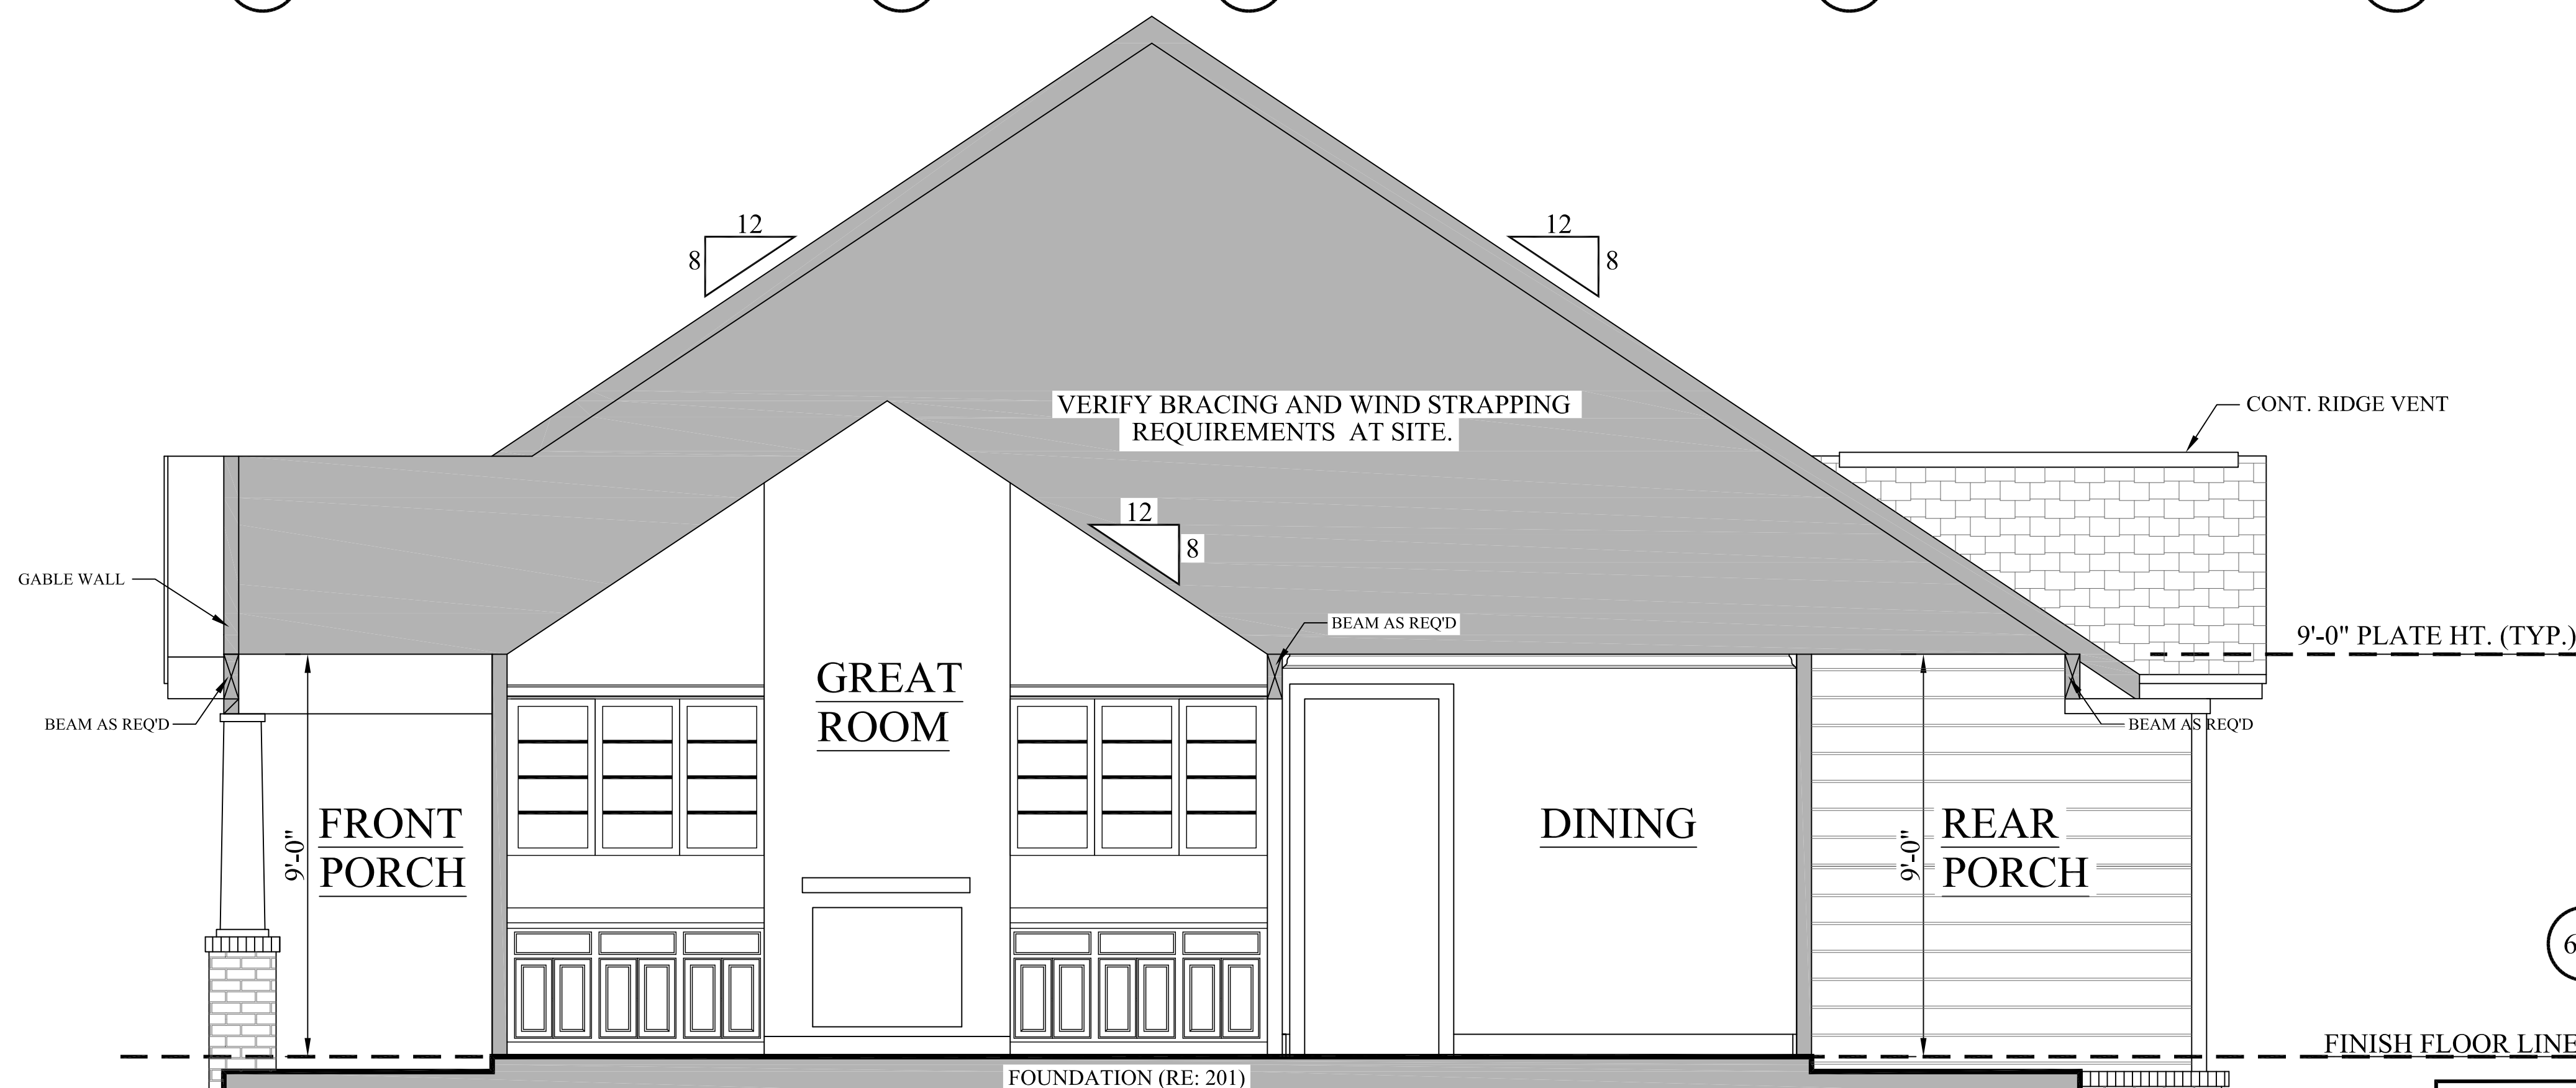 12
8
12
8
VERIFY BRACING AND WIND STRAPPING
REQUIREMENTS AT SITE.
CONT. RIDGE VENT
12
8
GABLE WALL
BEAM AS REQ'D
9'-0" PLATE HT. (TYP.)
GREAT
ROOM
BEAM AS REQ'D
BEAM AS REQ'D
FRONT
PORCH
9'-0"
DINING
9'-0"
REAR
PORCH
6
FINISH FLOOR LINE
FOUNDATION (RE: 201)